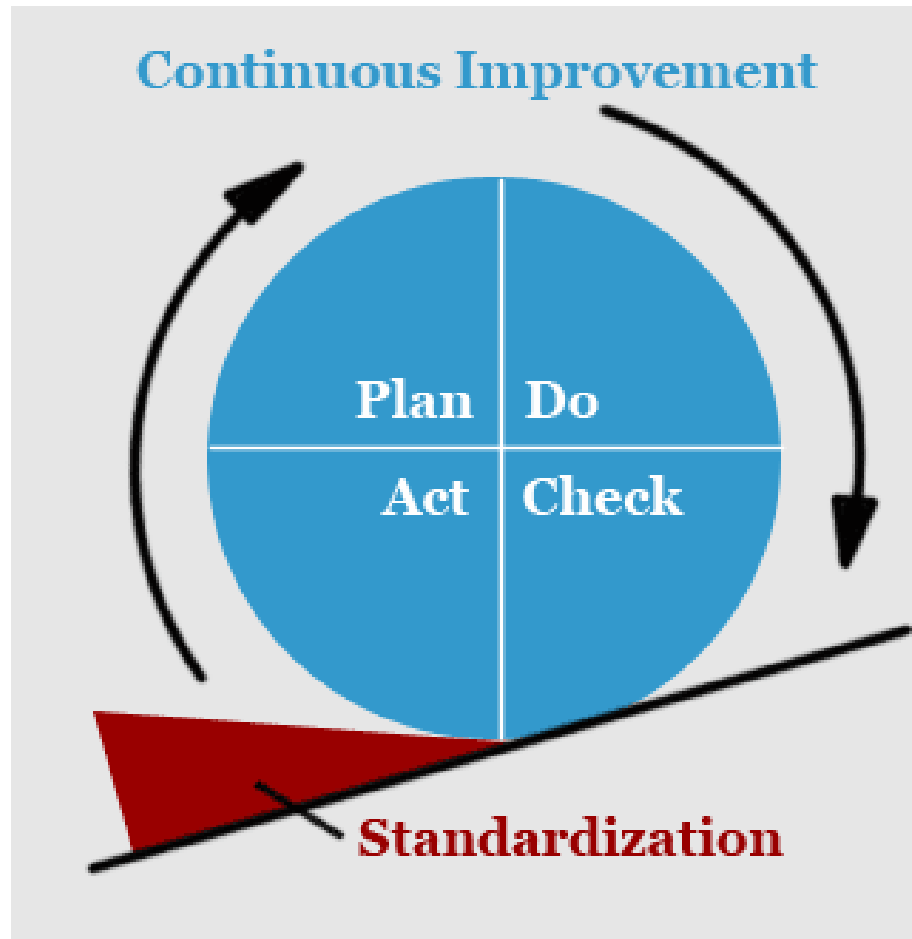 Continuous Improvement
Plan Do
Act Check
Standardization